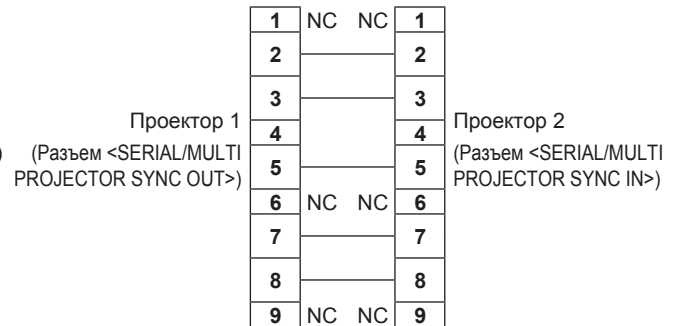 1 NC NC 1
2 2
3 3
Проектор 1
4 4
Проектор 2
) (Разъем <SERIAL/MULTI
PROJECTOR SYNC OUT>)
5 5
(Разъем <SERIAL/MULTI
PROJECTOR SYNC IN>)
6 NC NC 6
7 7
8 8
9 NC NC 9